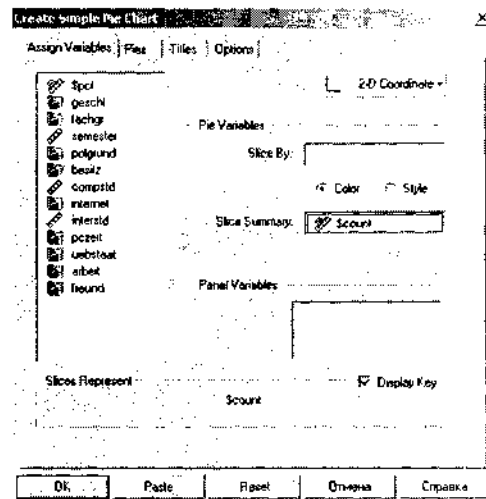 Create Simple Pie Chart
Assign Variables Pies Titles Options
$pct
geschl
fachgr
semester
polgrund
besitz
compstd
internet
interstd
pczeit
uebstaat
arbeit
freund
2-D Coordinate
Pie Variables
Slice By:
Color Style
Slice Summary: $count
Panel Variables
Slices Represent
Display Key
$count
OK Paste Reset Отмена Справка